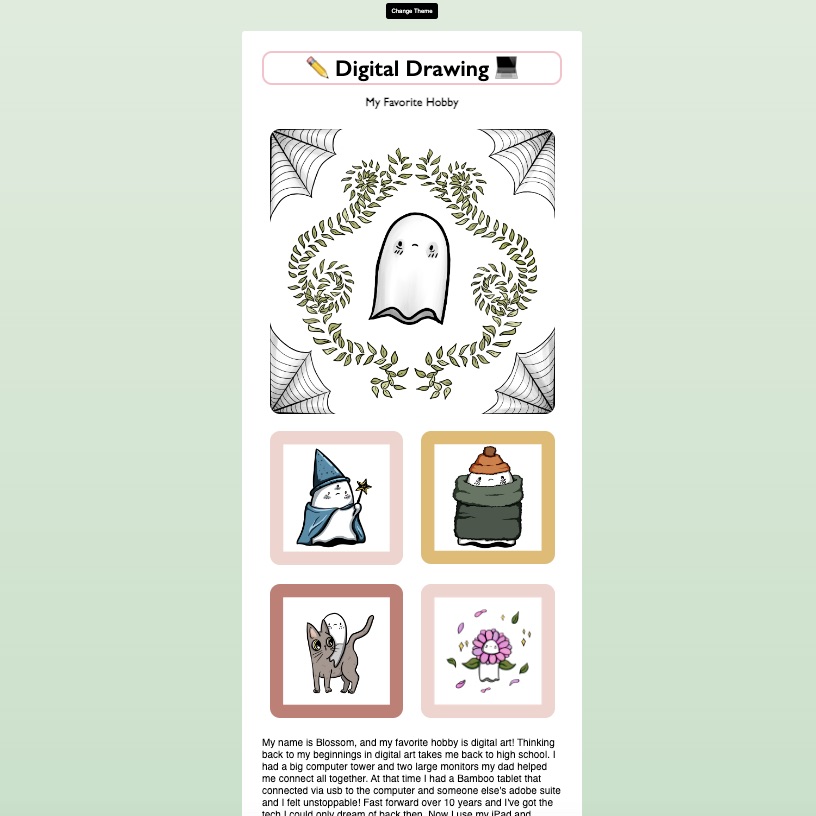 Change Theme
✏️ Digital Drawing 💻
My Favorite Hobby
My name is Blossom, and my favorite hobby is digital art! Thinking
back to my beginnings in digital art takes me back to high school. I
had a big computer tower and two large monitors my dad helped
me connect all together. At that time I had a Bamboo tablet that
connected via usb to the computer and someone else's adobe suite
and I felt unstoppable! Fast forward over 10 years and I've got the
tech I could only dream of back then. Now I use my iPad and